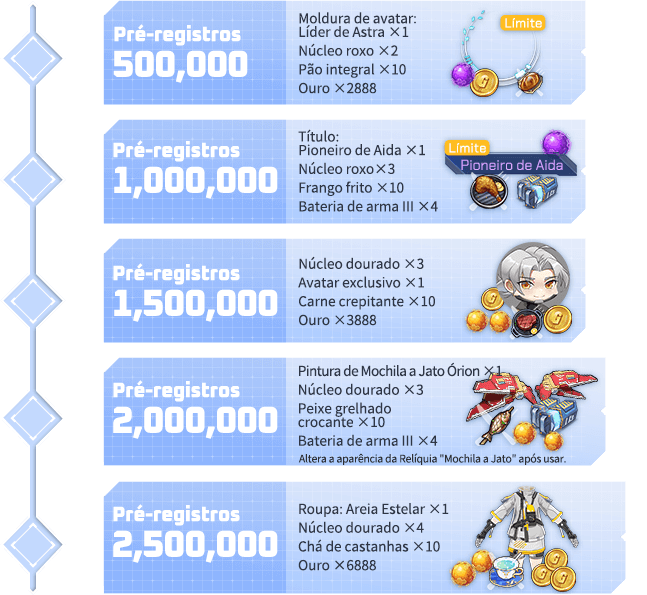 Pré-registros
500,000
Moldura de avatar:
Líder de Astra ×1
Núcleo roxo ×2
Pão integral ×10
Ouro ×2888
Límite
Pré-registros
1,000,000
Título:
Pioneiro de Aida ×1
Núcleo roxo×3
Frango frito ×10
Bateria de arma III ×4
Límite
Pioneiro de Aida
Pré-registros
1,500,000
Núcleo dourado ×3
Avatar exclusivo ×1
Carne crepitante ×10
Ouro ×3888
Pré-registros
2,000,000
Pintura de Mochila a Jato Órion ×1
Núcleo dourado ×3
Peixe grelhado
crocante ×10
Bateria de arma III ×4
Altera a aparência da Relíquia "Mochila a Jato" após usar.
Pré-registros
2,500,000
Roupa: Areia Estelar ×1
Núcleo dourado ×4
Chá de castanhas ×10
Ouro ×6888